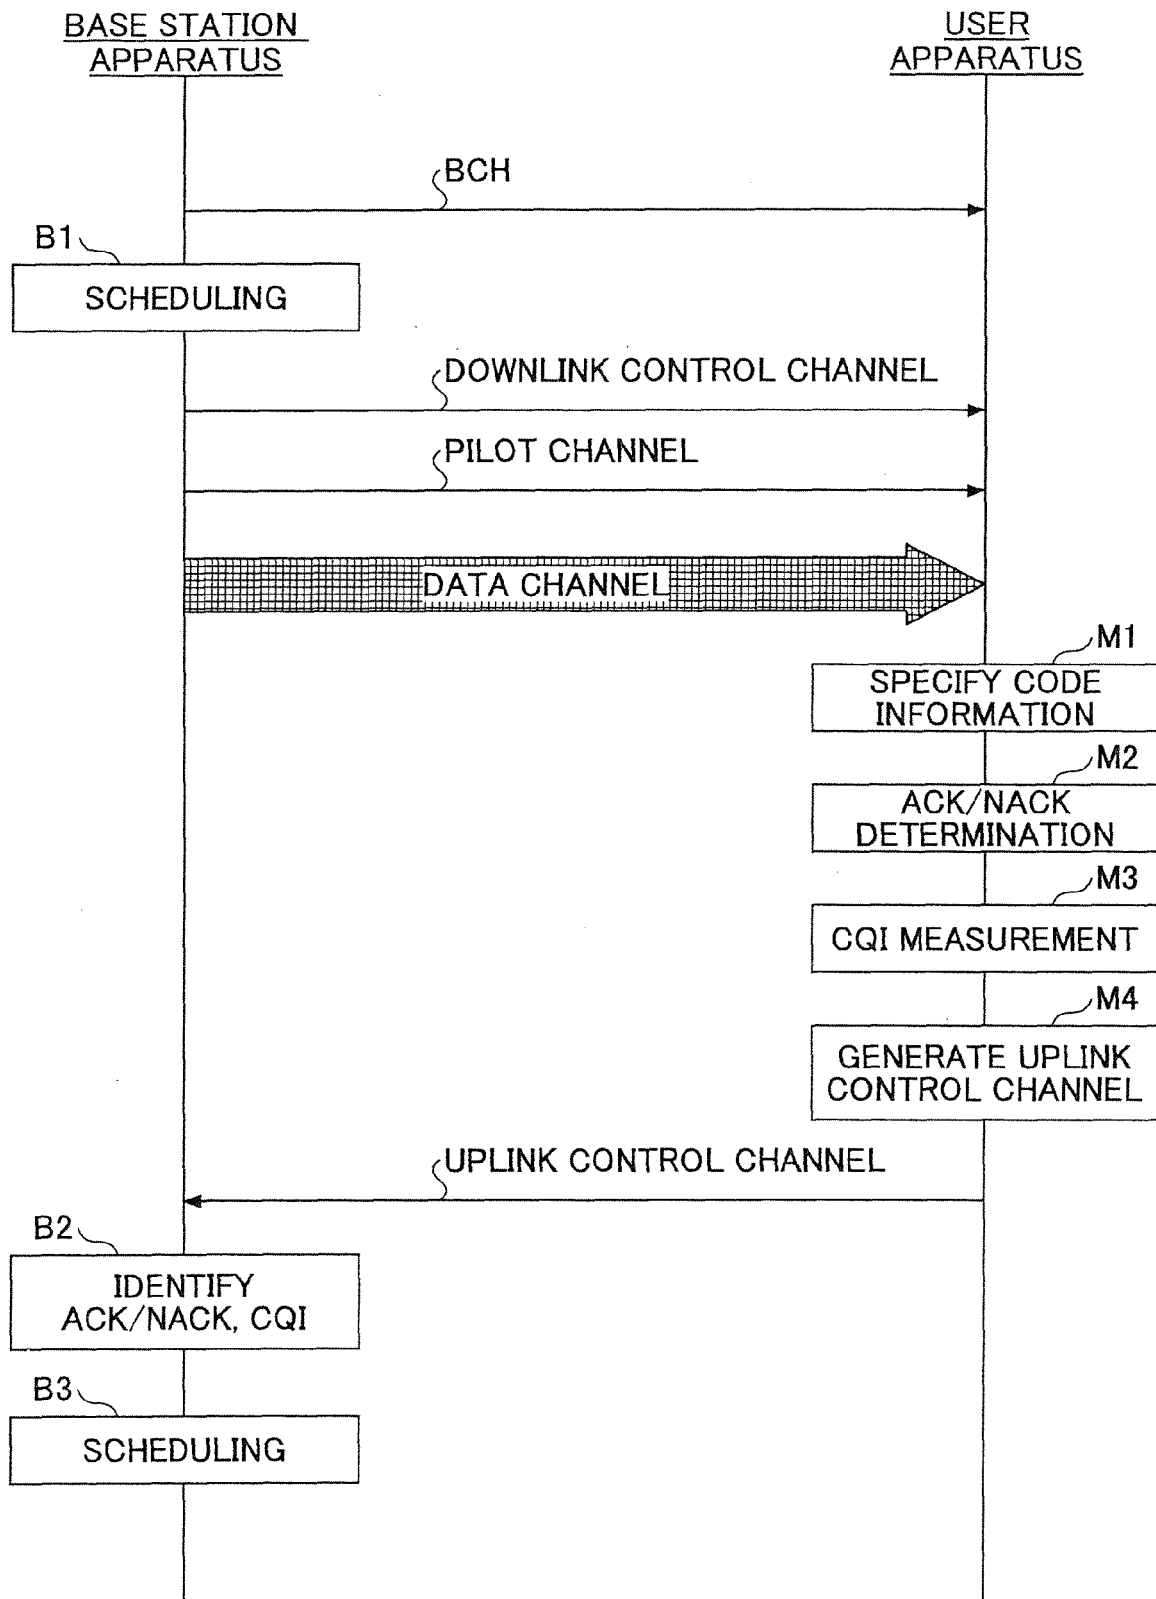 BASE STATION
APPARATUS
USER
APPARATUS
BCH
B1
SCHEDULING
DOWNLINK CONTROL CHANNEL
PILOT CHANNEL
DATA CHANNEL
M1
SPECIFY CODE
INFORMATION
M2
ACK/NACK
DETERMINATION
M3
CQI MEASUREMENT
M4
GENERATE UPLINK
CONTROL CHANNEL
UPLINK CONTROL CHANNEL
B2
IDENTIFY
ACK/NACK, CQI
B3
SCHEDULING